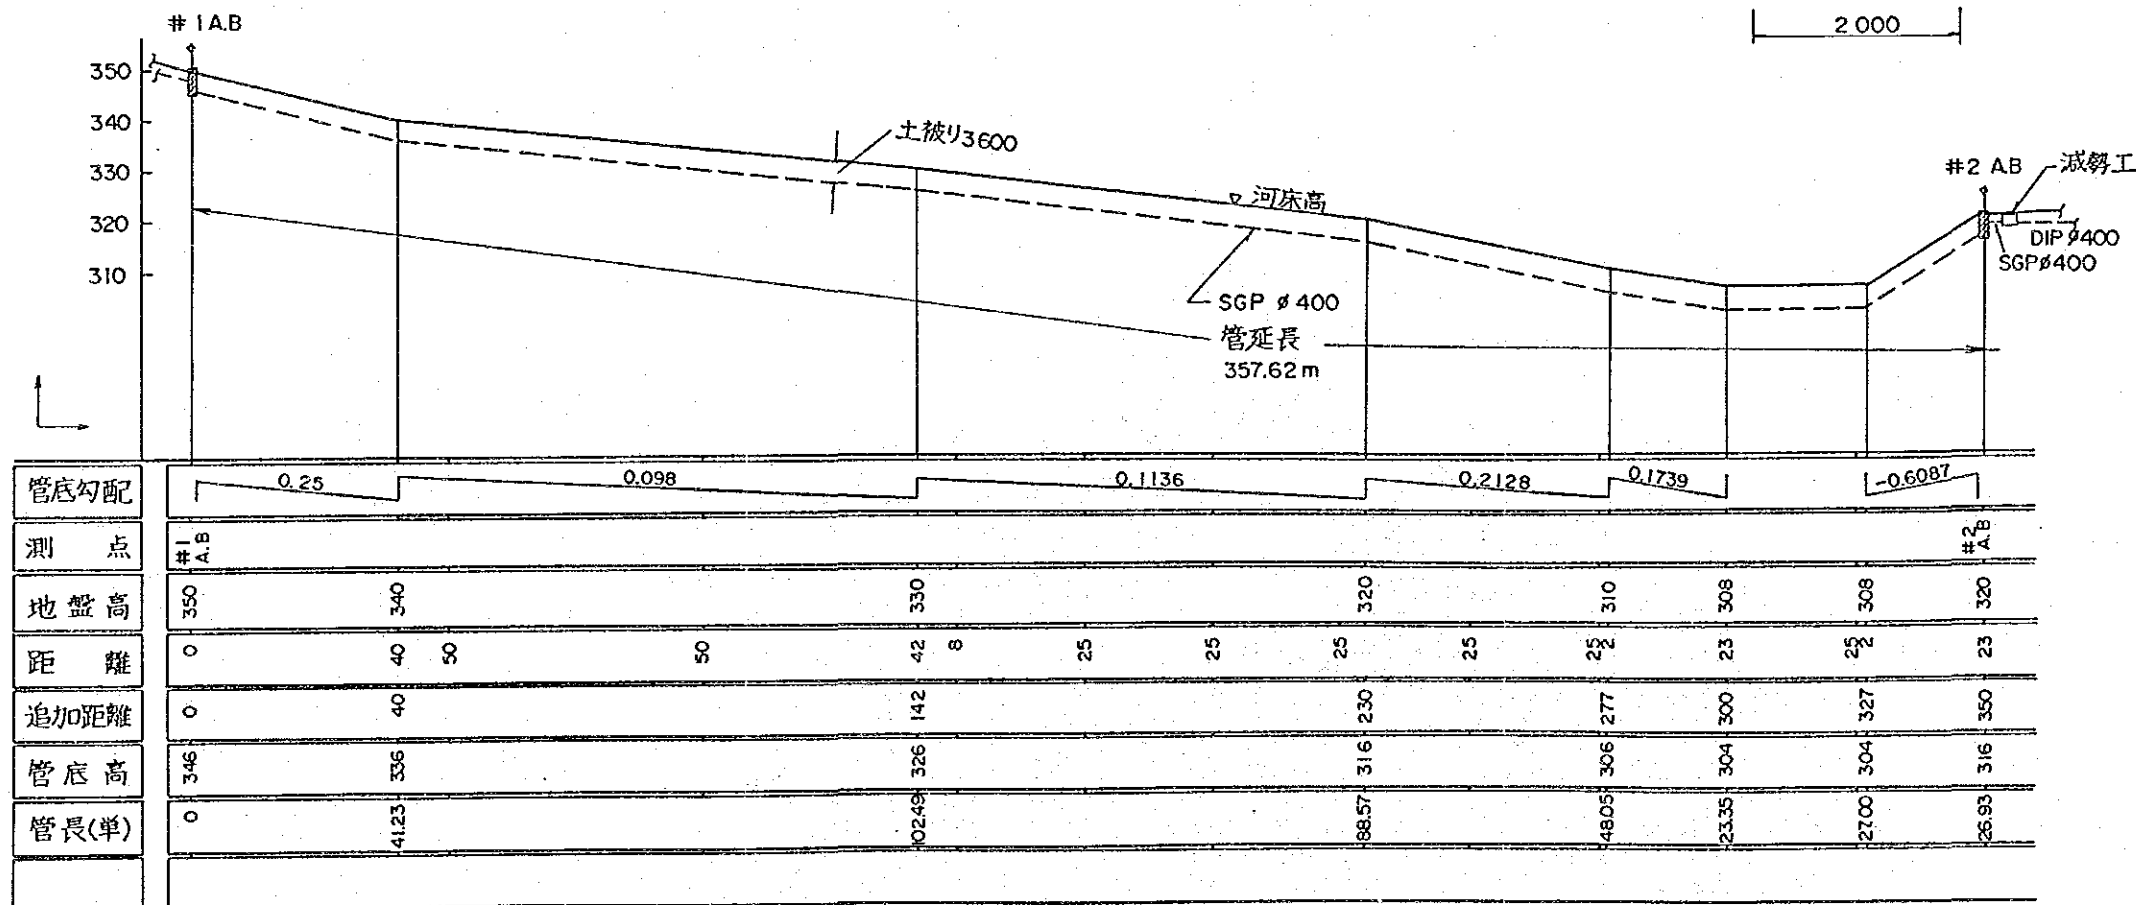 # 1 A.B
2 000
350
340
330
320
310
土被り3600
河床高
# 2 A.B
減勢工
DIP φ400
SGPφ400
SGP φ 400
管延長
357.62 m
管底勾配 0.25 0.098 0.1136 0.2128 0.1739 -0.6087
測点 #1 A.B #2 A.B
地盤高 350 340 330 320 310 308 308 320
距離 0 40 50 50 42 8 25 25 25 25 25 2 23 25 2 23
追加距離 0 40 142 230 277 300 327 350
管底高 346 336 326 316 306 304 304 316
管長(単) 0 41.23 102.49 88.57 48.05 23.35 27.00 26.93